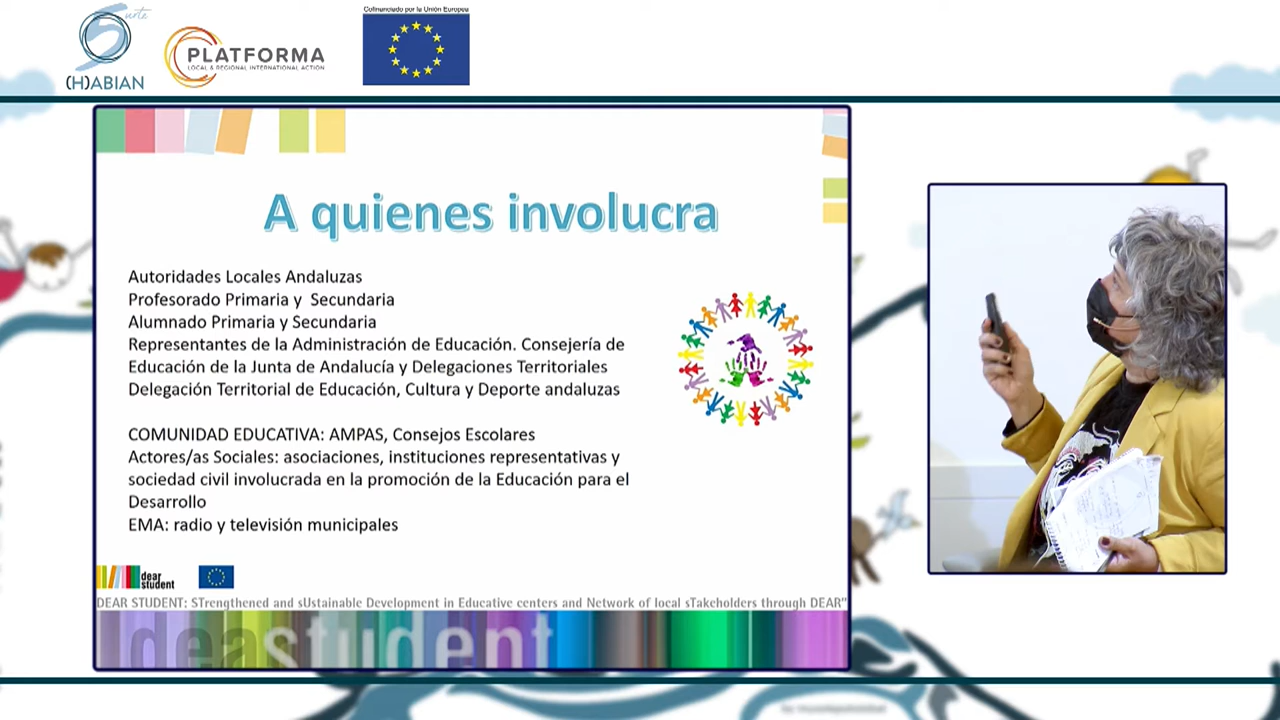 5urte
(H)ABIAN
PLATFORMA
LOCAL & REGIONAL INTERNATIONAL ACTION
Cofinanciado por la Unión Europea
A quienes involucra
Autoridades Locales Andaluzas
Profesorado Primaria y Secundaria
Alumnado Primaria y Secundaria
Representantes de la Administración de Educación. Consejería de
Educación de la Junta de Andalucía y Delegaciones Territoriales
Delegación Territorial de Educación, Cultura y Deporte andaluzas
COMUNIDAD EDUCATIVA: AMPAS, Consejos Escolares
Actores/as Sociales: asociaciones, instituciones representativas y
sociedad civil involucrada en la promoción de la Educación para el
Desarrollo
EMA: radio y televisión municipales
dear
student
DEAR STUDENT: STrengthened and sUstainable Development in Educative centers and Network of local sTakeholders through DEAR”
deastudent